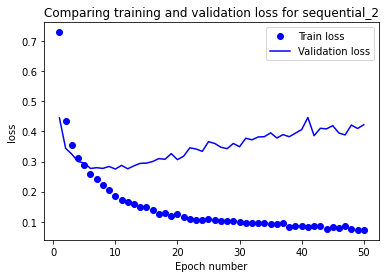 Comparing training and validation loss for sequential_2
Train loss
Validation loss
loss
0.7
0.6
0.5
0.4
0.3
0.2
0.1
0
10
20
30
40
50
Epoch number